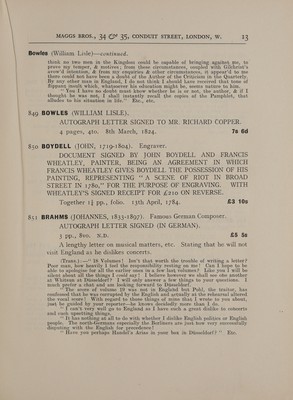 MAGGS BROS., 34 & 35, CONDUIT STREET, LONDON, W. 13
Bowles (William Lisle)—continued.
think no two men in the Kingdom could be capable of bringing against me, to
prove my temper, & motives; from these circumstances, coupled with Gilchrist's
avow'd intention, & from my enquiries & other circumstances, it appear'd to me
there could not have been a doubt of the Author of the Criticism in the Quarterly.
By any other man in England, I do not think I should have received that tone of
flippant insult which, whatsoever his education might be, seems nature to him.
"You I have no doubt must know whether he is or not, the author, & if I
thought he was not, I shall instantly recall the copies of the Pamphlet, that
alludes to his situation in life." Etc., etc.
849 BOWLES (WILLIAM LISLE).
AUTOGRAPH LETTER SIGNED TO MR. RICHARD COPPER.
4 pages, 4to. 8th March, 1824. 7s 6d
850 BOYDELL (JOHN, 1719-1804). Engraver.
DOCUMENT SIGNED BY JOHN BOYDELL AND FRANCIS
WHEATLEY, PAINTER, BEING AN AGREEMENT IN WHICH
FRANCIS WHEATLEY GIVES BOYDELL THE POSSESSION OF HIS
PAINTING, REPRESENTING "A SCENE OF RIOT IN BROAD
STREET IN 1780," FOR THE PURPOSE OF ENGRAVING. WITH
WHEATLEY'S SIGNED RECEIPT FOR £210 ON REVERSE.
Together 1½ pp., folio. 13th April, 1784. £3 10s
851 BRAHMS (JOHANNES, 1833-1897). Famous German Composer.
AUTOGRAPH LETTER SIGNED (IN GERMAN).
3 pp., 8vo. N.D. £5 5s
A lengthy letter on musical matters, etc. Stating that he will not
visit England as he dislikes concerts.
(Trans.):—"18 Volumes! Isn't that worth the trouble of writing a letter?
Poor man, how heavily I feel the responsibility resting on me! Can I hope to be
able to apologise for all the earlier ones in a few last volumes? Like you I will be
silent about all the things I could say! I believe however we shall see one another
at Whitsun in Düsseldorf? I will only answer a few things to your questions. I
much prefer a chat and am looking forward to Düsseldorf.
"The score of volume 19 was not to England but Pohl, the traitor, has
confessed that he was corrupted by the English and actually at the rehearsal altered
the vocal score! With regard to those things of mine that I wrote to you about,
just be guided by your reporter—he knows decidedly more than I do.
"I can't very well go to England as I have such a great dislike to concerts
and such upsetting things.
"It has nothing at all to do with whether I dislike English politics or English
people. The north-Germans especially the Berliners are just now very successfully
disputing with the English for precedence!
"Have you perhaps Handel's Arias in your box in Düsseldorf?" Etc.